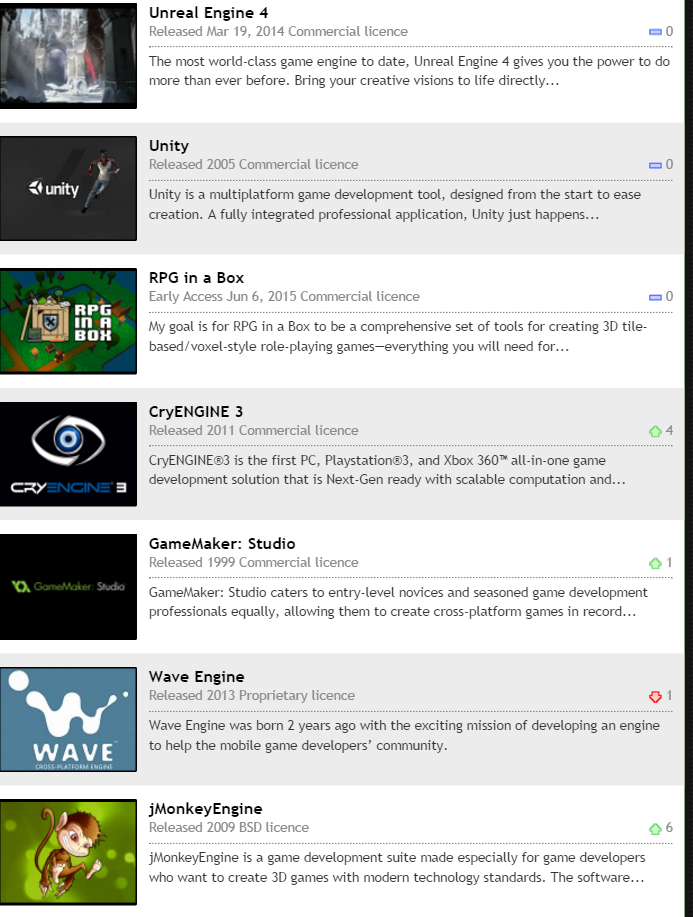 Unreal Engine 4
Released Mar 19, 2014 Commercial licence
0
The most world-class game engine to date, Unreal Engine 4 gives you the power to do
more than ever before. Bring your creative visions to life directly...
unity
Unity
Released 2005 Commercial licence
0
Unity is a multiplatform game development tool, designed from the start to ease
creation. A fully integrated professional application, Unity just happens...
RPG
IN A
BOX
RPG in a Box
Early Access Jun 6, 2015 Commercial licence
0
My goal is for RPG in a Box to be a comprehensive set of tools for creating 3D tile-
based/voxel-style role-playing games—everything you will need for...
CRYENGINE® 3
CryENGINE 3
Released 2011 Commercial licence
4
CryENGINE®3 is the first PC, Playstation®3, and Xbox 360™ all-in-one game
development solution that is Next-Gen ready with scalable computation and...
GameMaker: Studio
GameMaker: Studio
Released 1999 Commercial licence
1
GameMaker: Studio caters to entry-level novices and seasoned game development
professionals equally, allowing them to create cross-platform games in record...
WAVE™
CROSS-PLATFORM ENGINE
Wave Engine
Released 2013 Proprietary licence
1
Wave Engine was born 2 years ago with the exciting mission of developing an engine
to help the mobile game developers’ community.
jMonkeyEngine
Released 2009 BSD licence
6
jMonkeyEngine is a game development suite made especially for game developers
who want to create 3D games with modern technology standards. The software...